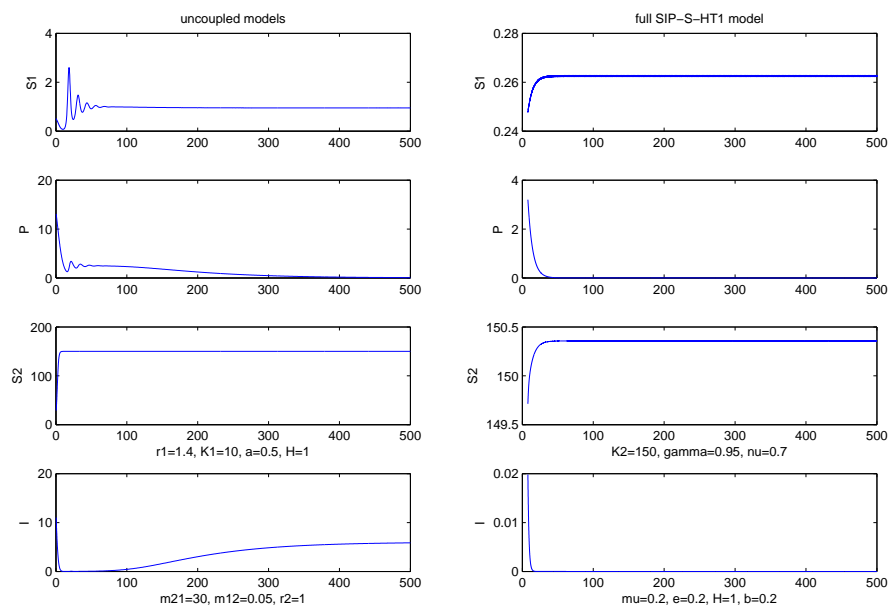 uncoupled models
full SIP-S-HT1 model
S1
4
2
0
0 100 200 300 400 500
S1
0.28
0.26
0.24
0 100 200 300 400 500
P
20
10
0
0 100 200 300 400 500
P
4
2
0
0 100 200 300 400 500
S2
200
100
0
0 100 200 300 400 500
r1=1.4, K1=10, a=0.5, H=1
S2
150.5
150
149.5
0 100 200 300 400 500
K2=150, gamma=0.95, nu=0.7
I
20
10
0
0 100 200 300 400 500
m21=30, m12=0.05, r2=1
I
0.02
0.01
0
0 100 200 300 400 500
mu=0.2, e=0.2, H=1, b=0.2